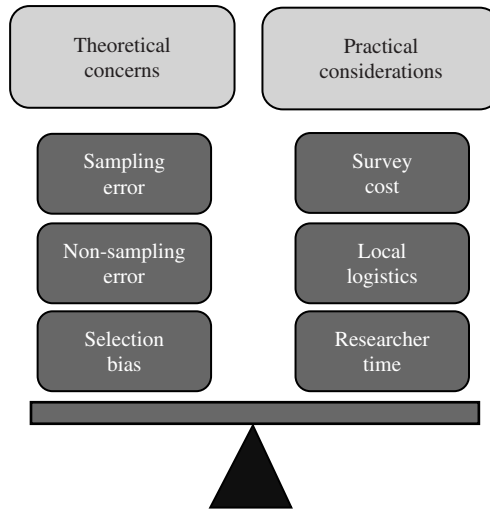 Theoretical
concerns
Practical
considerations
Sampling
error
Survey
cost
Non-sampling
error
Local
logistics
Selection
bias
Researcher
time